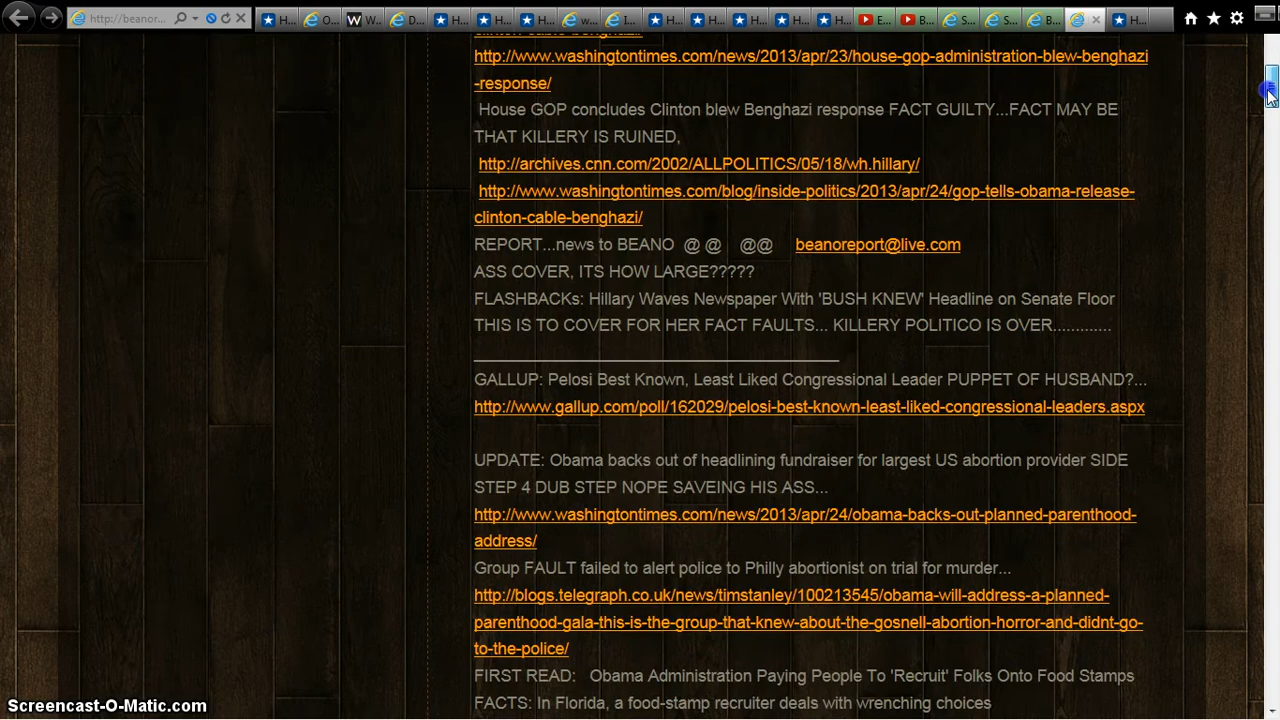 http://beanor...
H...
O...
W...
D...
H...
H...
H...
w...
I...
H...
H...
H...
H...
H...
E...
B...
S...
S...
B...
H...
http://www.washingtontimes.com/news/2013/apr/23/house-gop-administration-blew-benghazi
-response/
House GOP concludes Clinton blew Benghazi response FACT GUILTY...FACT MAY BE
THAT KILLERY IS RUINED,
http://archives.cnn.com/2002/ALLPOLITICS/05/18/wh.hillary/
http://www.washingtontimes.com/blog/inside-politics/2013/apr/24/gop-tells-obama-release-
clinton-cable-benghazi/
REPORT...news to BEANO @ @ @@ beanoreport@live.com
ASS COVER, ITS HOW LARGE?????
FLASHBACKs: Hillary Waves Newspaper With 'BUSH KNEW' Headline on Senate Floor
THIS IS TO COVER FOR HER FACT FAULTS... KILLERY POLITICO IS OVER.............
GALLUP: Pelosi Best Known, Least Liked Congressional Leader PUPPET OF HUSBAND?...
http://www.gallup.com/poll/162029/pelosi-best-known-least-liked-congressional-leaders.aspx
UPDATE: Obama backs out of headlining fundraiser for largest US abortion provider SIDE
STEP 4 DUB STEP NOPE SAVEING HIS ASS...
http://www.washingtontimes.com/news/2013/apr/24/obama-backs-out-planned-parenthood-
address/
Group FAULT failed to alert police to Philly abortionist on trial for murder...
http://blogs.telegraph.co.uk/news/timstanley/100213545/obama-will-address-a-planned-
parenthood-gala-this-is-the-group-that-knew-about-the-gosnell-abortion-horror-and-didnt-go-
to-the-police/
FIRST READ: Obama Administration Paying People To 'Recruit' Folks Onto Food Stamps
FACTS: In Florida, a food-stamp recruiter deals with wrenching choices
Screencast-O-Matic.com